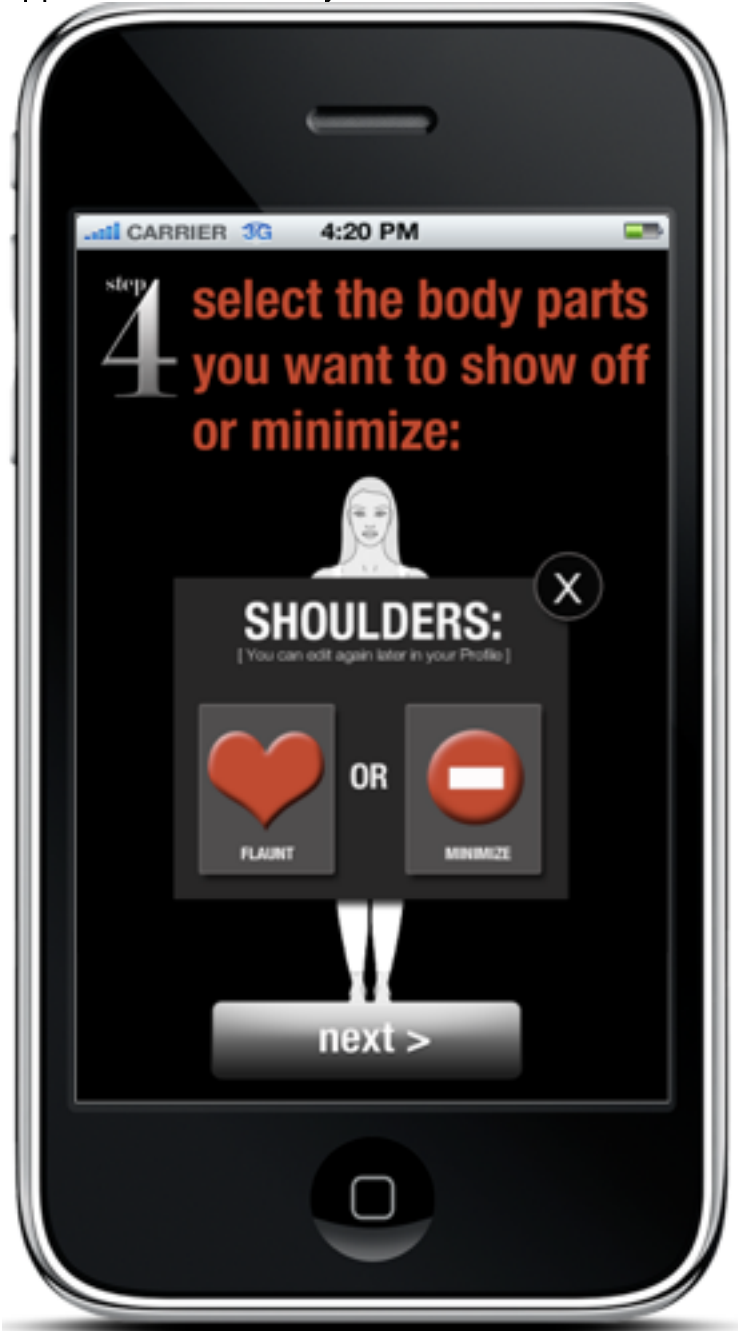 CARRIER 3G 4:20 PM
step
4
select the body parts
you want to show off
or minimize:
X
SHOULDERS:
[ You can edit again later in your Profile ]
OR
FLAUNT
MINIMIZE
next >